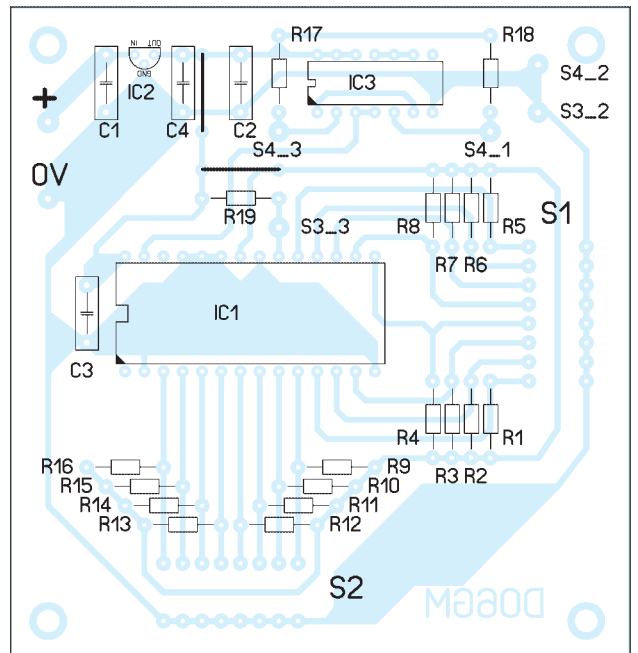 R17
R18
OUT
IN
GND
IC2
IC3
S4_2
+
C1
C4
C2
S3_2
0V
S4_3
S4_1
R19
S3_3
R8
R5
S1
R7
R6
IC1
C3
R4
R1
R16
R9
R3
R2
R15
R10
R14
R11
R13
R12
S2
DO6GM